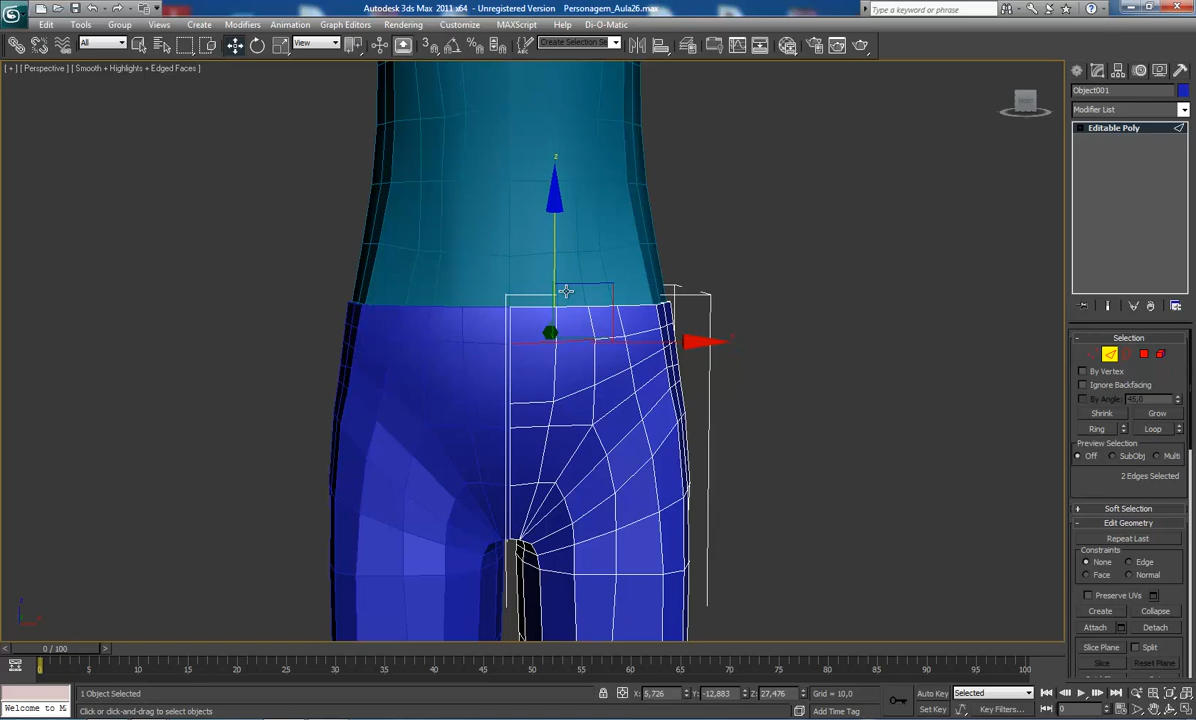 Autodesk 3ds Max 2011 x64 - Unregistered Version Personagem_Aula26.max
Type a keyword or phrase
Edit Tools Group Views Create Modifiers Animation Graph Editors Rendering Customize MAXScript Help Di-O-Matic
All View Create Selection Se
[ + ] [ Perspective ] [ Smooth + Highlights + Edged Faces ]
z
x
FRONT
Object001
Modifier List
Editable Poly
Selection
By Vertex
Ignore Backfacing
By Angle: 45,0
Shrink Grow
Ring Loop
Preview Selection
Off SubObj Multi
2 Edges Selected
Soft Selection
Edit Geometry
Repeat Last
Constraints
None Edge
Face Normal
Preserve UVs
Create Collapse
Attach Detach
Slice Plane Split
Slice Reset Plane
0 / 100
0 5 10 15 20 25 30 35 40 45 50 55 60 65 70 75 80 85 90 95 100
1 Object Selected X: 5,726 Y: -12,883 Z: 27,476 Grid = 10,0 Auto Key Selected
Welcome to M Click or click-and-drag to select objects Add Time Tag Set Key Key Filters... 0